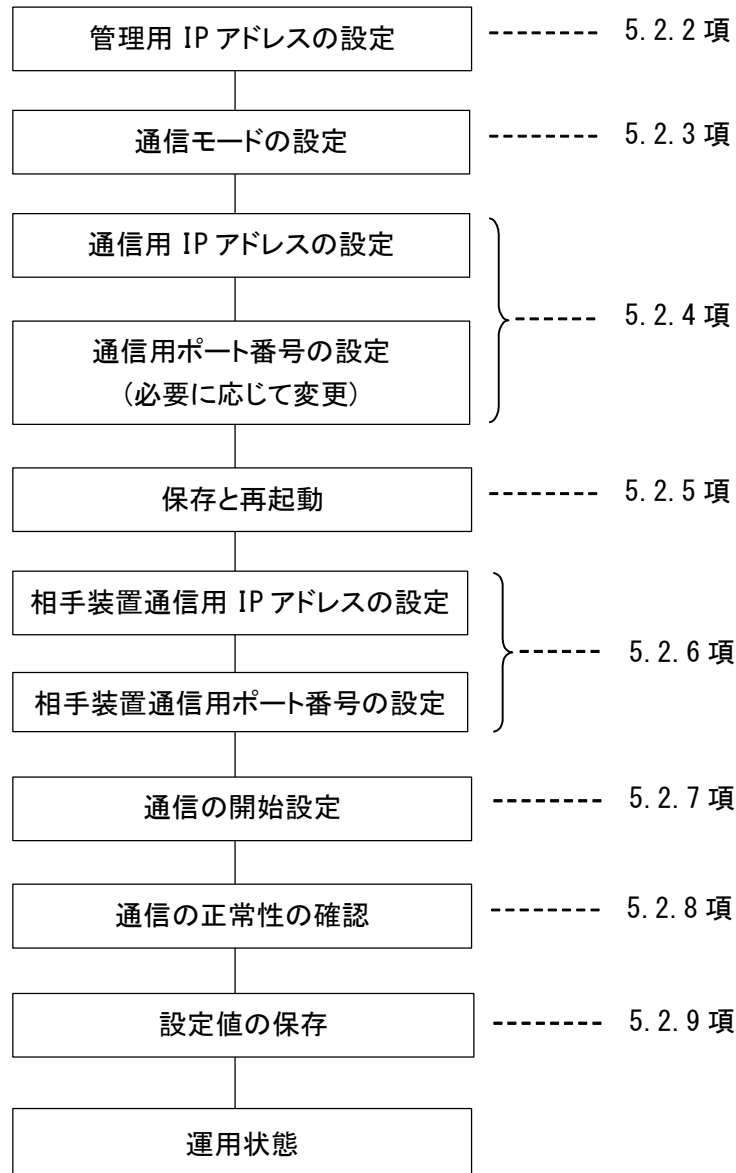 管理用 IP アドレスの設定 5.2.2 項
通信モードの設定 5.2.3 項
通信用 IP アドレスの設定
5.2.4 項
通信用ポート番号の設定
（必要に応じて変更）
保存と再起動 5.2.5 項
相手装置通信用 IP アドレスの設定
5.2.6 項
相手装置通信用ポート番号の設定
通信の開始設定 5.2.7 項
通信の正常性の確認 5.2.8 項
設定値の保存 5.2.9 項
運用状態